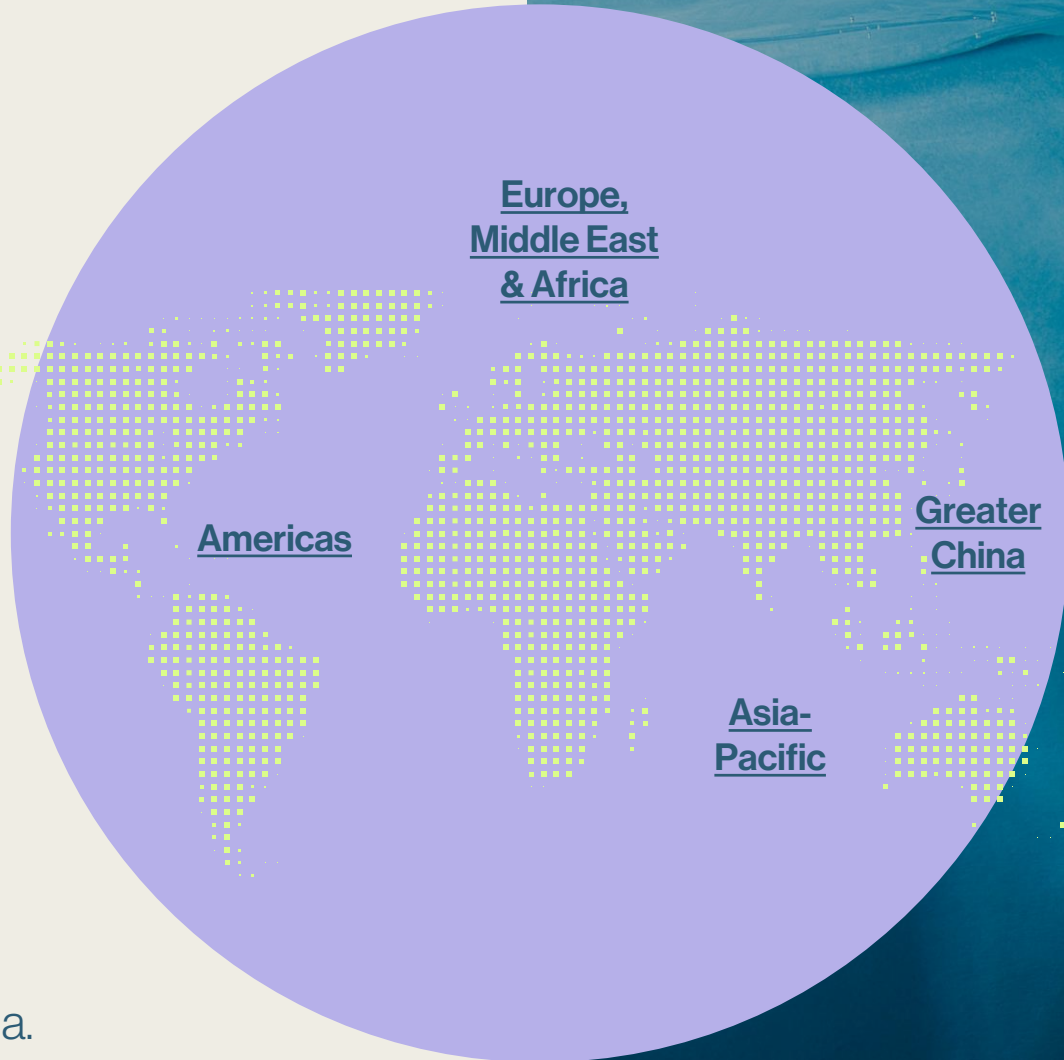 Europe,
Middle East
& Africa
Americas
Greater
China
Asia-
Pacific
a.